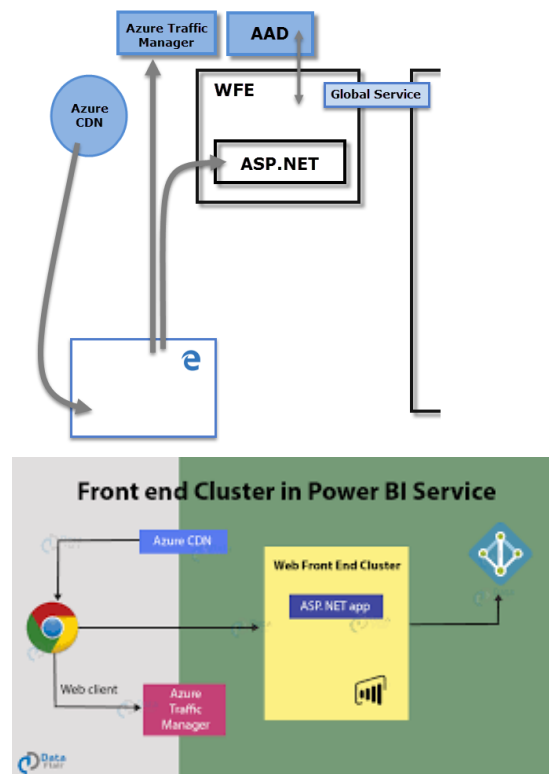 Azure Traffic
Manager
AAD
Azure
CDN
WFE
Global Service
ASP.NET
Front end Cluster in Power BI Service
Azure CDN
Web Front End Cluster
ASP. NET app
Web client
Azure
Traffic
Manager
Data
Flair